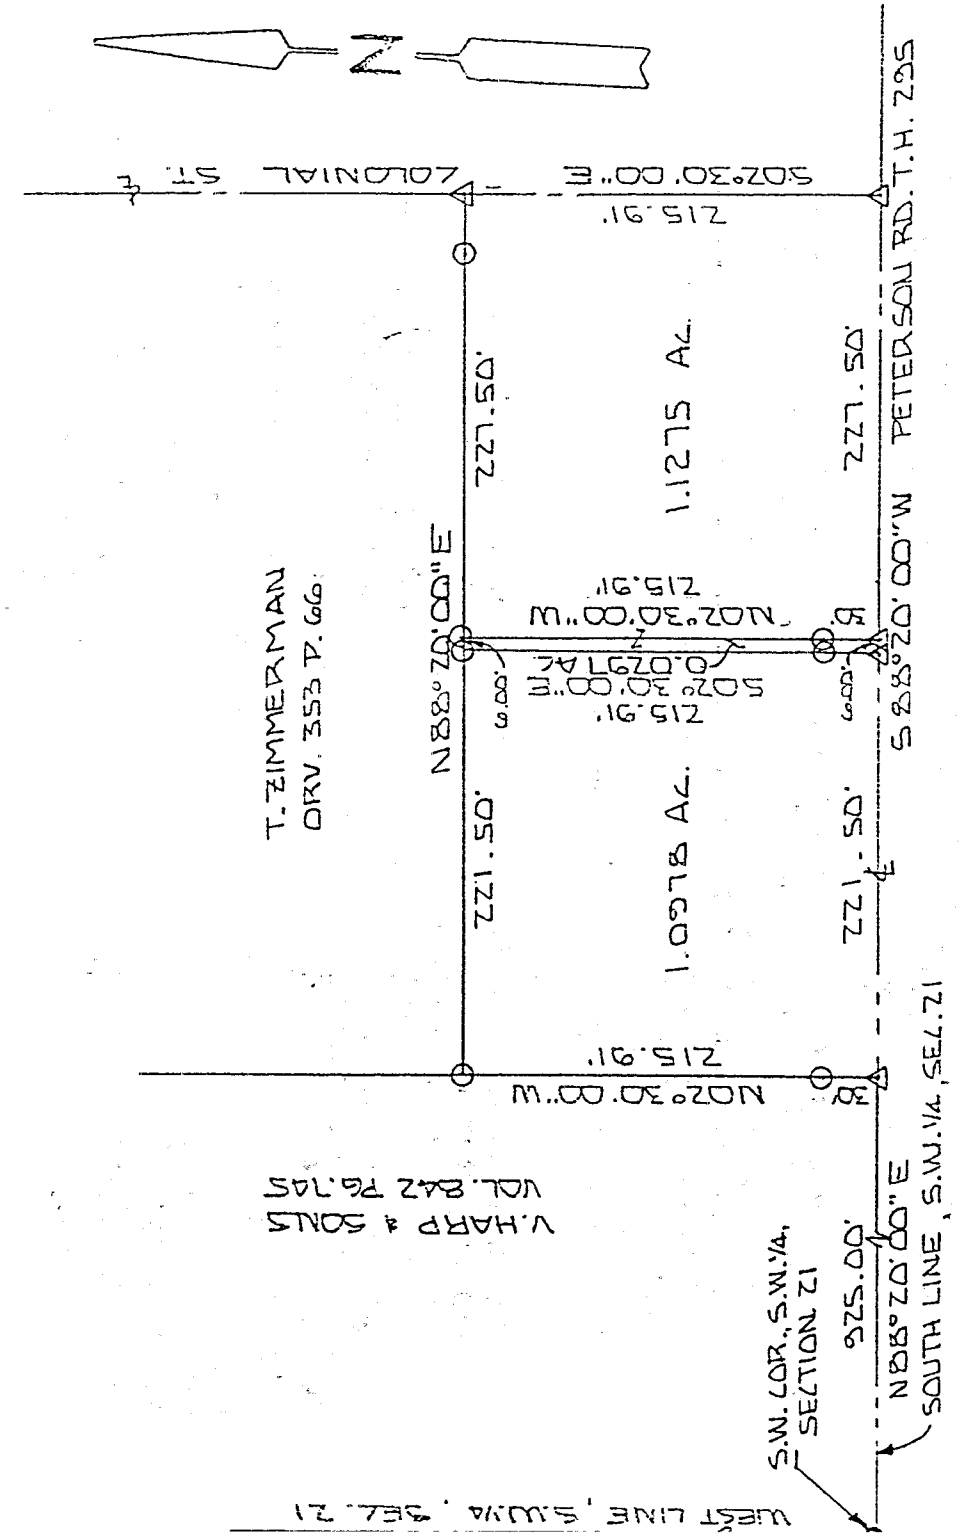 N
COLONIAL ST. ℄
S02°30'00"E
215.91'
PETERSON RD. T.H. 295
T. ZIMMERMAN
ORV. 353 P. 66.
N88°20'00"E
227.50'
1.1275 AC.
227.50'
S88°20'00"W
215.91'
N02°30'00"W
30'
0.0297 AC.
S02°30'00"E
215.91'
6.00'
6.00'
221.50'
1.0978 AC.
221.50'
℄
215.91'
N02°30'00"W
30'
V. HARP & SONS
VOL. 842 PG. 745
S.W. COR., S.W. 1/4,
SECTION 21
925.00'
N88°20'00"E
SOUTH LINE, S.W. 1/4, SEC. 21
WEST LINE, S.W. 1/4, SEC. 21